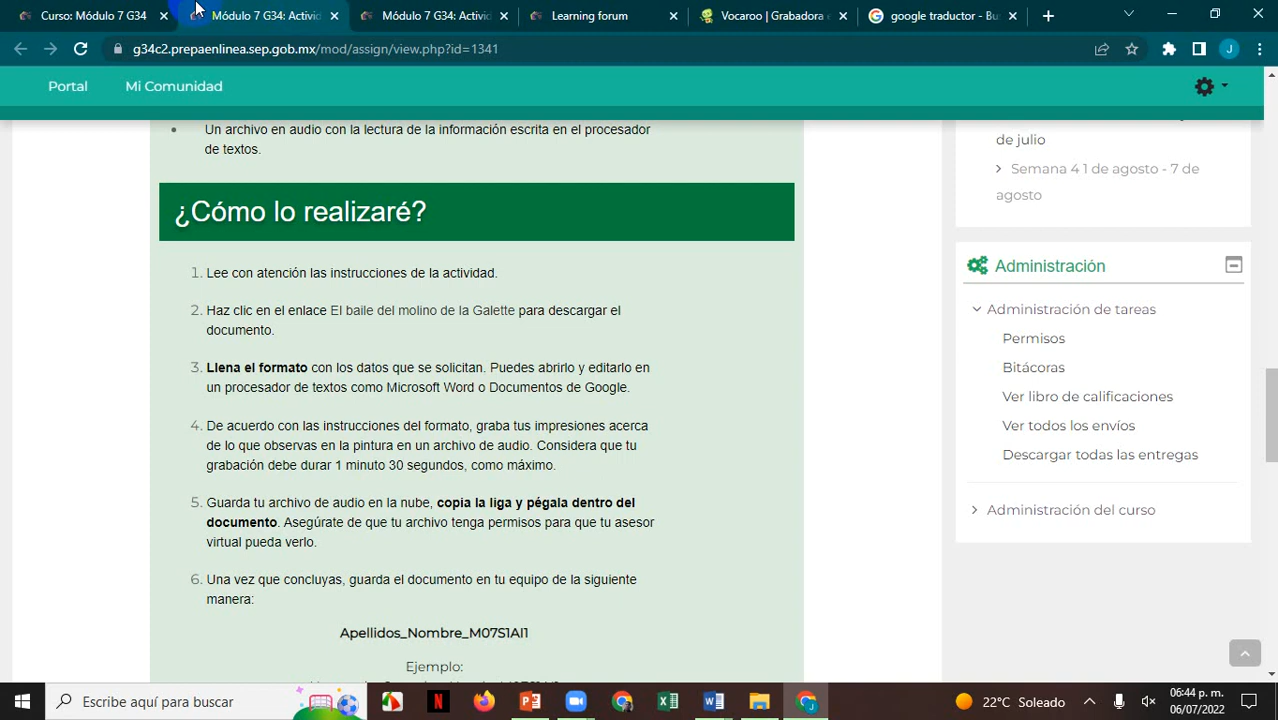 Curso: Módulo 7 G34
Módulo 7 G34: Activid
Módulo 7 G34: Activid
Learning forum
Vocaroo | Grabadora
google traductor - Bu
g34c2.prepaenlinea.sep.gob.mx/mod/assign/view.php?id=1341
J
Portal
Mi Comunidad
Un archivo en audio con la lectura de la información escrita en el procesador
de textos.
¿Cómo lo realizaré?
1. Lee con atención las instrucciones de la actividad.
2. Haz clic en el enlace El baile del molino de la Galette para descargar el
documento.
3. Llena el formato con los datos que se solicitan. Puedes abrirlo y editarlo en
un procesador de textos como Microsoft Word o Documentos de Google.
4. De acuerdo con las instrucciones del formato, graba tus impresiones acerca
de lo que observas en la pintura en un archivo de audio. Considera que tu
grabación debe durar 1 minuto 30 segundos, como máximo.
5. Guarda tu archivo de audio en la nube, copia la liga y pégala dentro del
documento. Asegúrate de que tu archivo tenga permisos para que tu asesor
virtual pueda verlo.
6. Una vez que concluyas, guarda el documento en tu equipo de la siguiente
manera:
Apellidos_Nombre_M07S1AI1
Ejemplo:
de julio
Semana 4 1 de agosto - 7 de
agosto
Administración
Administración de tareas
Permisos
Bitácoras
Ver libro de calificaciones
Ver todos los envíos
Descargar todas las entregas
Administración del curso
Escribe aquí para buscar
22°C Soleado
06:44 p. m.
06/07/2022